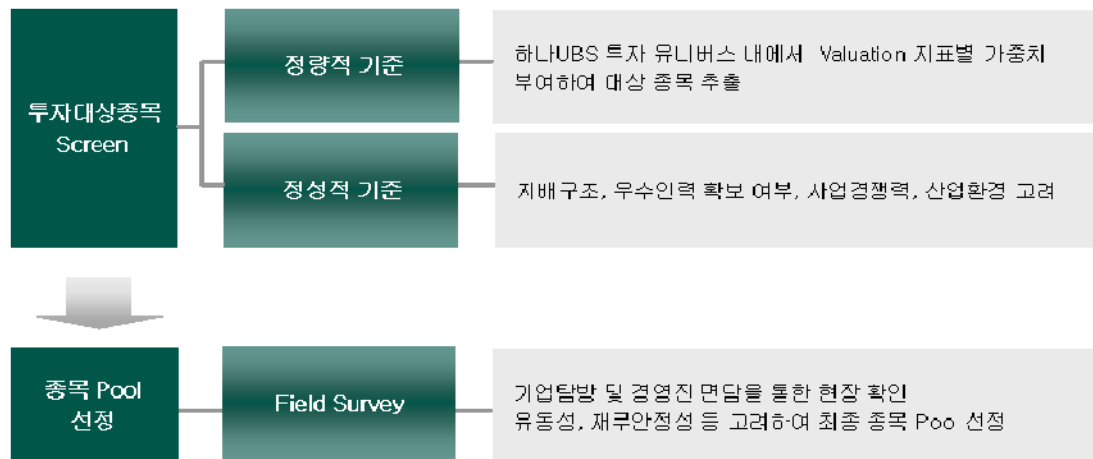 투자대상종목
Screen
정량적 기준
하나UBS 투자 유니버스 내에서 Valuation 지표별 가중치
부여하여 대상 종목 추출
정성적 기준
지배구조, 우수인력 확보 여부, 사업경쟁력, 산업환경 고려
종목 Pool
선정
Field Survey
기업탐방 및 경영진 면담을 통한 현장 확인
유동성, 재무안정성 등 고려하여 최종 종목 Poo 선정